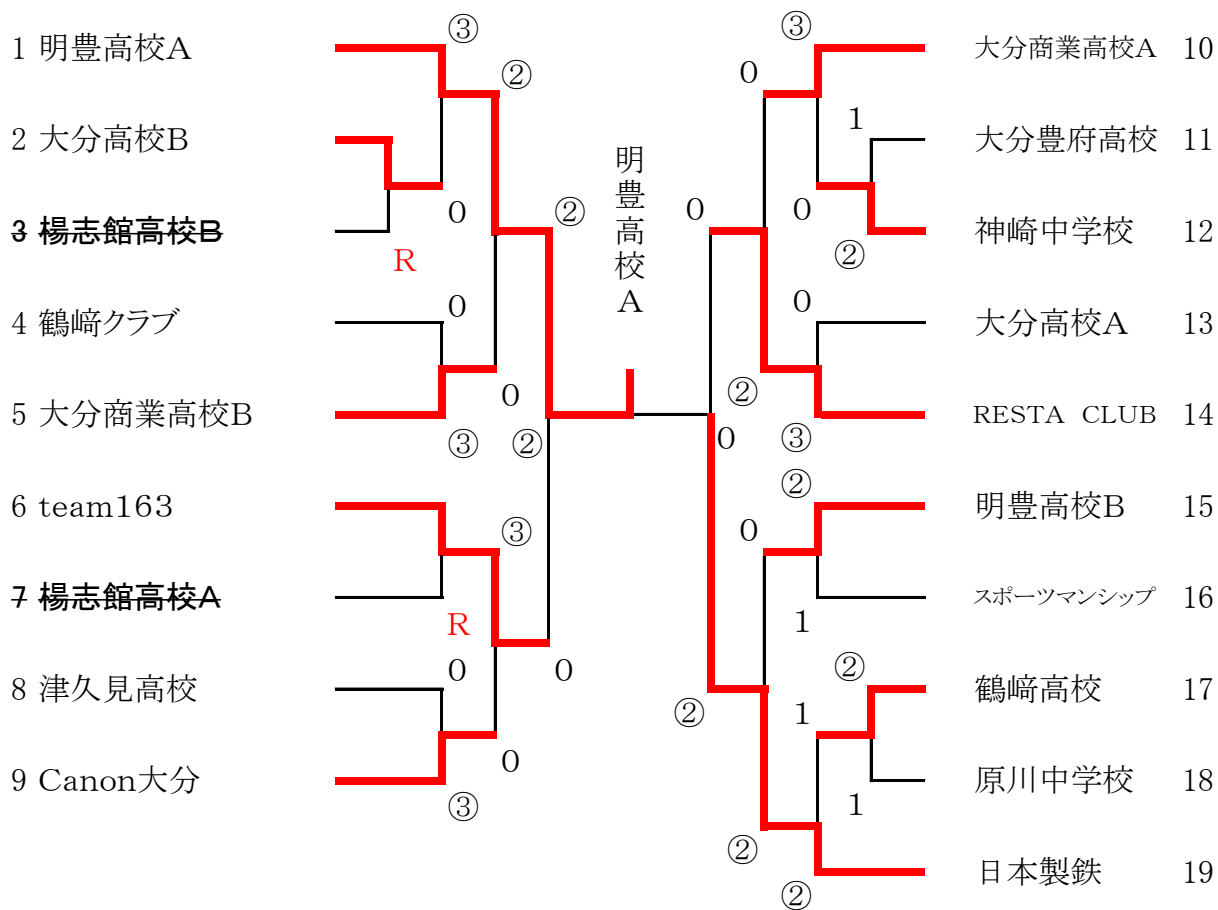 1 明豊高校A
2 大分高校B
3 楊志館高校B
4 鶴﨑クラブ
5 大分商業高校B
6 team163
7 楊志館高校A
8 津久見高校
9 Canon大分
③
②
0
R
0
②
0
③
②
③
R
0
0
0
③
明豊高校A
③
0
1
0
0
②
0
②
0
③
②
0
1
②
②
1
1
②
②
大分商業高校A 10
大分豊府高校 11
神崎中学校 12
大分高校A 13
RESTA CLUB 14
明豊高校B 15
スポーツマンシップ 16
鶴﨑高校 17
原川中学校 18
日本製鉄 19